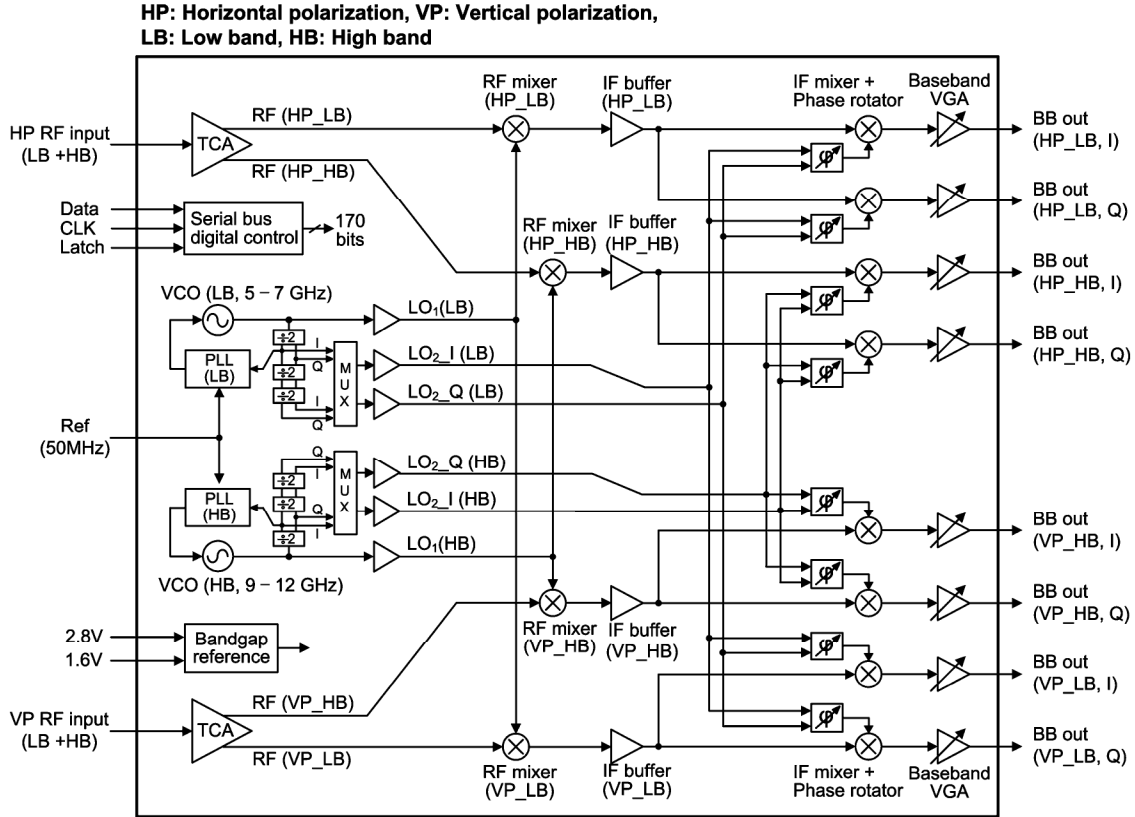 HP: Horizontal polarization, VP: Vertical polarization,
LB: Low band, HB: High band
RF mixer
(HP_LB)
IF buffer
(HP_LB)
IF mixer +
Phase rotator
Baseband
VGA
HP RF input
(LB +HB)
TCA
RF (HP_LB)
RF (HP_HB)
BB out
(HP_LB, I)
φ
BB out
(HP_LB, Q)
φ
Data
CLK
Latch
Serial bus
digital control
170
bits
RF mixer
(HP_HB)
IF buffer
(HP_HB)
BB out
(HP_HB, I)
φ
BB out
(HP_HB, Q)
φ
VCO (LB, 5 – 7 GHz)
LO₁(LB)
÷2
÷2
÷2
I
Q
I
Q
MUX
PLL
(LB)
LO₂_I (LB)
LO₂_Q (LB)
Ref
(50MHz)
Q
I
Q
I
÷2
÷2
÷2
MUX
PLL
(HB)
LO₂_Q (HB)
LO₂_I (HB)
LO₁(HB)
VCO (HB, 9 – 12 GHz)
φ
BB out
(VP_HB, I)
φ
BB out
(VP_HB, Q)
RF mixer
(VP_HB)
IF buffer
(VP_HB)
2.8V
1.6V
Bandgap
reference
φ
BB out
(VP_LB, I)
φ
BB out
(VP_LB, Q)
VP RF input
(LB +HB)
TCA
RF (VP_HB)
RF (VP_LB)
RF mixer
(VP_LB)
IF buffer
(VP_LB)
IF mixer +
Phase rotator
Baseband
VGA